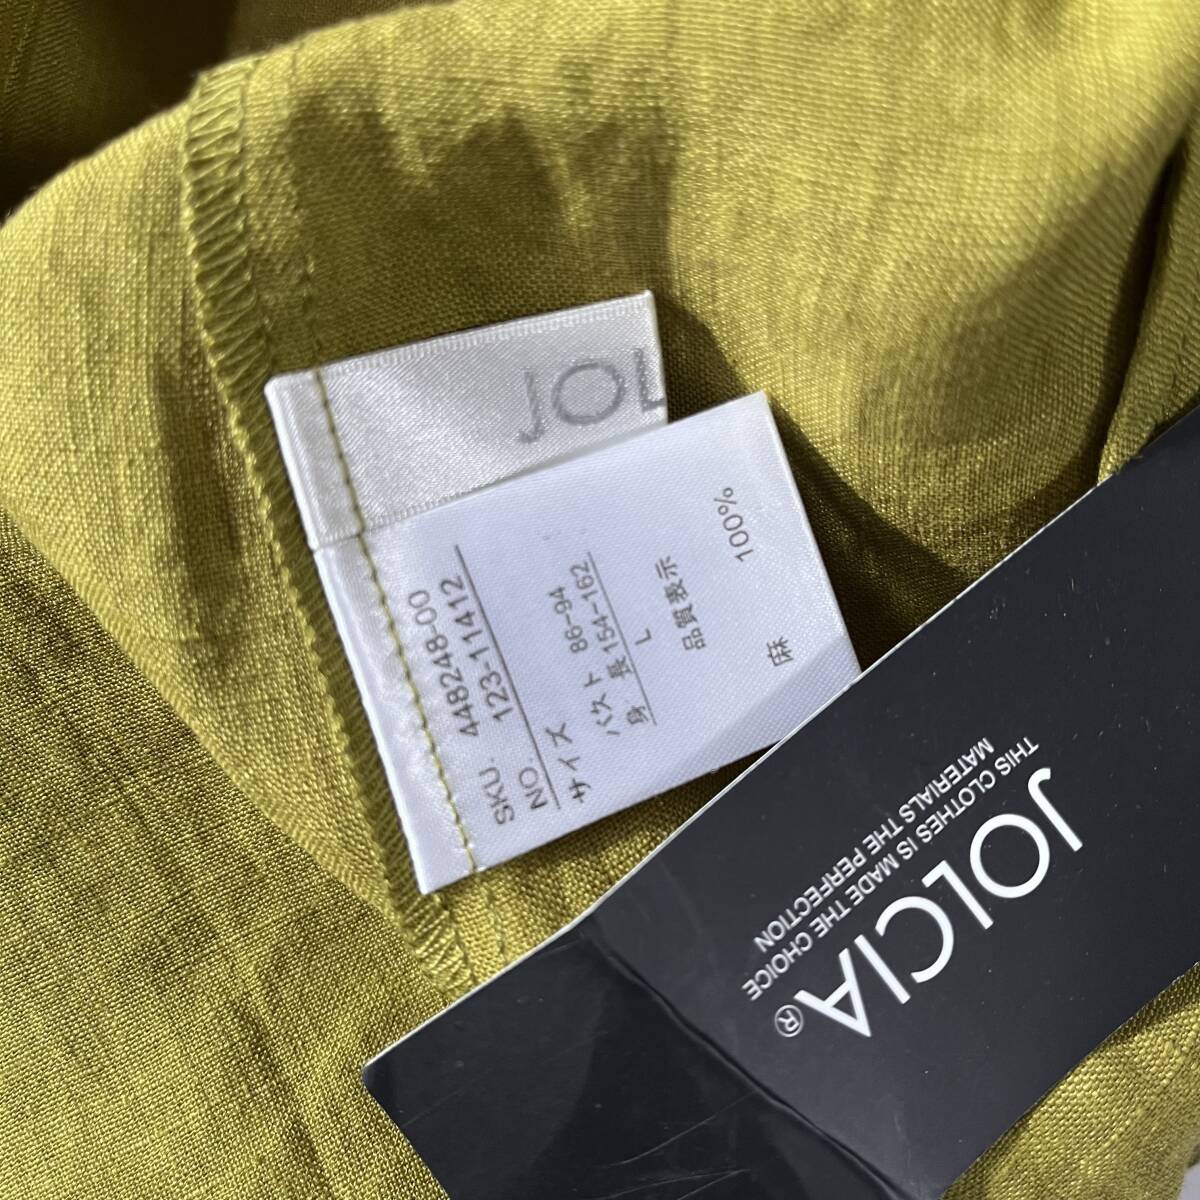 JOL
SKU. 448248-00
NO. 123-11412
サイズ
バスト 86-94
身 長 154-162
L
品質表示
麻 100%
JOLCIA®
THIS CLOTHES IS MADE THE CHOICE
MATERIALS THE PERFECTION